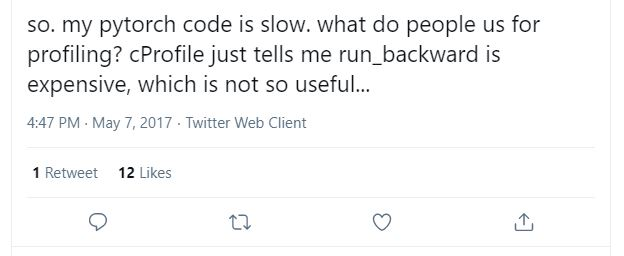 so. my pytorch code is slow. what do people us for
profiling? cProfile just tells me run_backward is
expensive, which is not so useful...
4:47 PM · May 7, 2017 · Twitter Web Client
1 Retweet 12 Likes